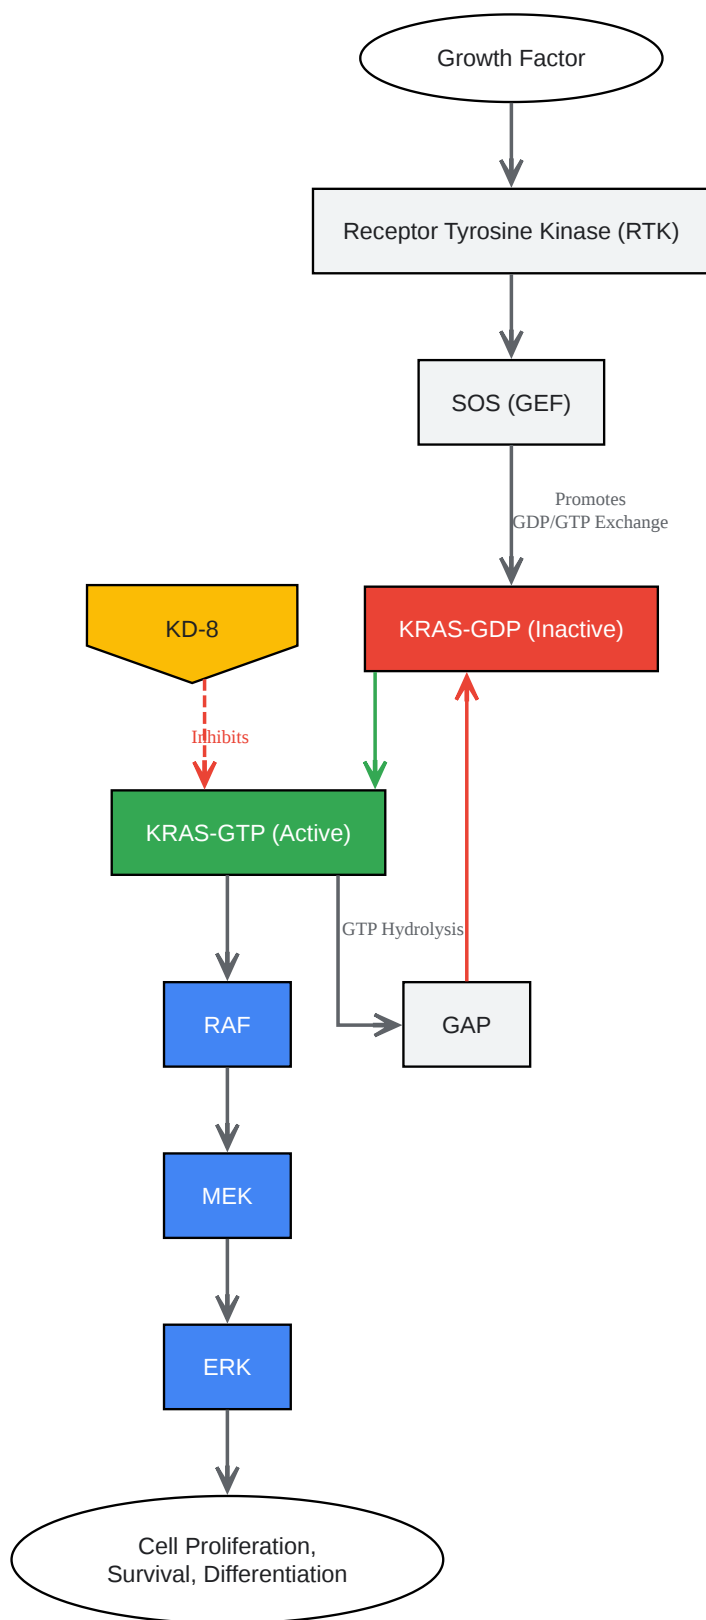 Growth Factor
Receptor Tyrosine Kinase (RTK)
SOS (GEF)
Promotes
GDP/GTP Exchange
KD-8
KRAS-GDP (Inactive)
Inhibits
KRAS-GTP (Active)
GTP Hydrolysis
RAF
GAP
MEK
ERK
Cell Proliferation,
Survival, Differentiation